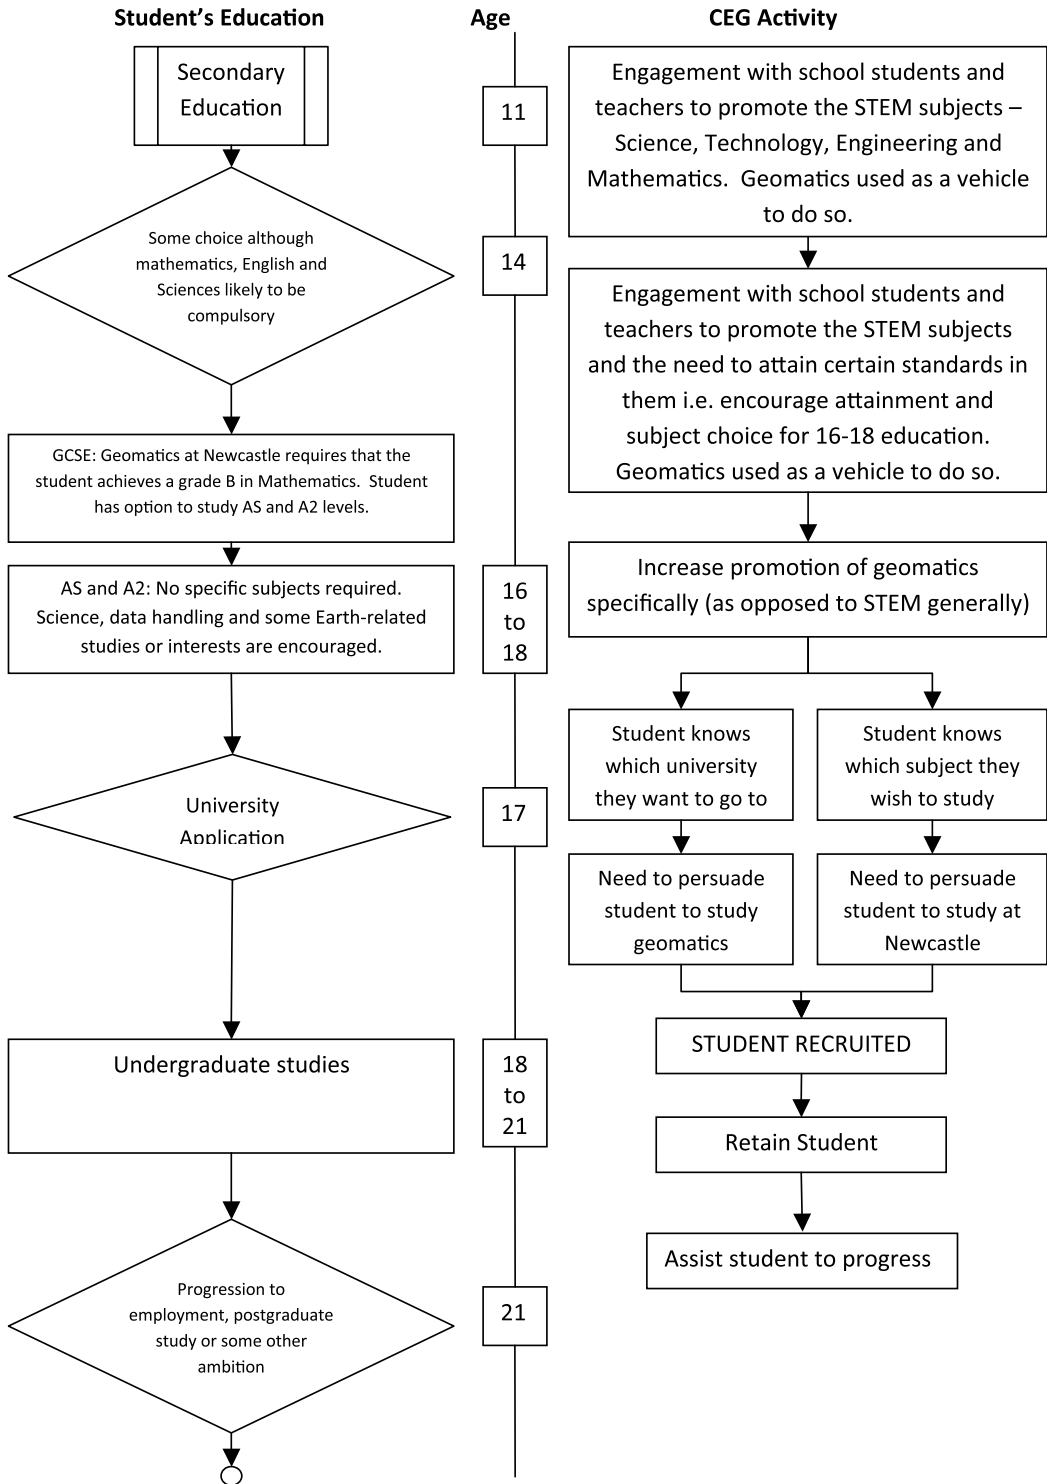 Student’s Education
Age
CEG Activity
Secondary
Education
11
Engagement with school students and
teachers to promote the STEM subjects –
Science, Technology, Engineering and
Mathematics.  Geomatics used as a vehicle
to do so.
Some choice although
mathematics, English and
Sciences likely to be
compulsory
14
Engagement with school students and
teachers to promote the STEM subjects
and the need to attain certain standards in
them i.e. encourage attainment and
subject choice for 16-18 education.
Geomatics used as a vehicle to do so.
GCSE: Geomatics at Newcastle requires that the
student achieves a grade B in Mathematics.  Student
has option to study AS and A2 levels.
AS and A2: No specific subjects required.
Science, data handling and some Earth-related
studies or interests are encouraged.
16
to
18
Increase promotion of geomatics
specifically (as opposed to STEM generally)
Student knows
which university
they want to go to
Student knows
which subject they
wish to study
University
Application
17
Need to persuade
student to study
geomatics
Need to persuade
student to study at
Newcastle
STUDENT RECRUITED
Undergraduate studies
18
to
21
Retain Student
Assist student to progress
Progression to
employment, postgraduate
study or some other
ambition
21